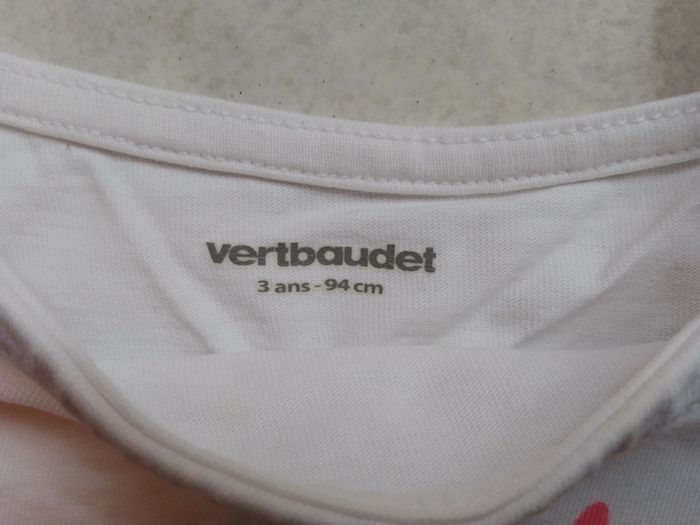 vertbaudet
3 ans - 94 cm